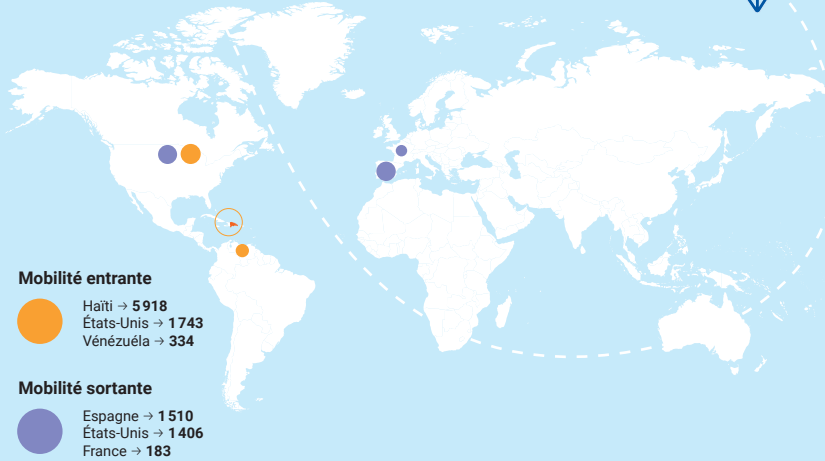 Mobilité entrante
Haïti → 5 918
États-Unis → 1 743
Vénézuéla → 334
Mobilité sortante
Espagne → 1 510
États-Unis → 1 406
France → 183